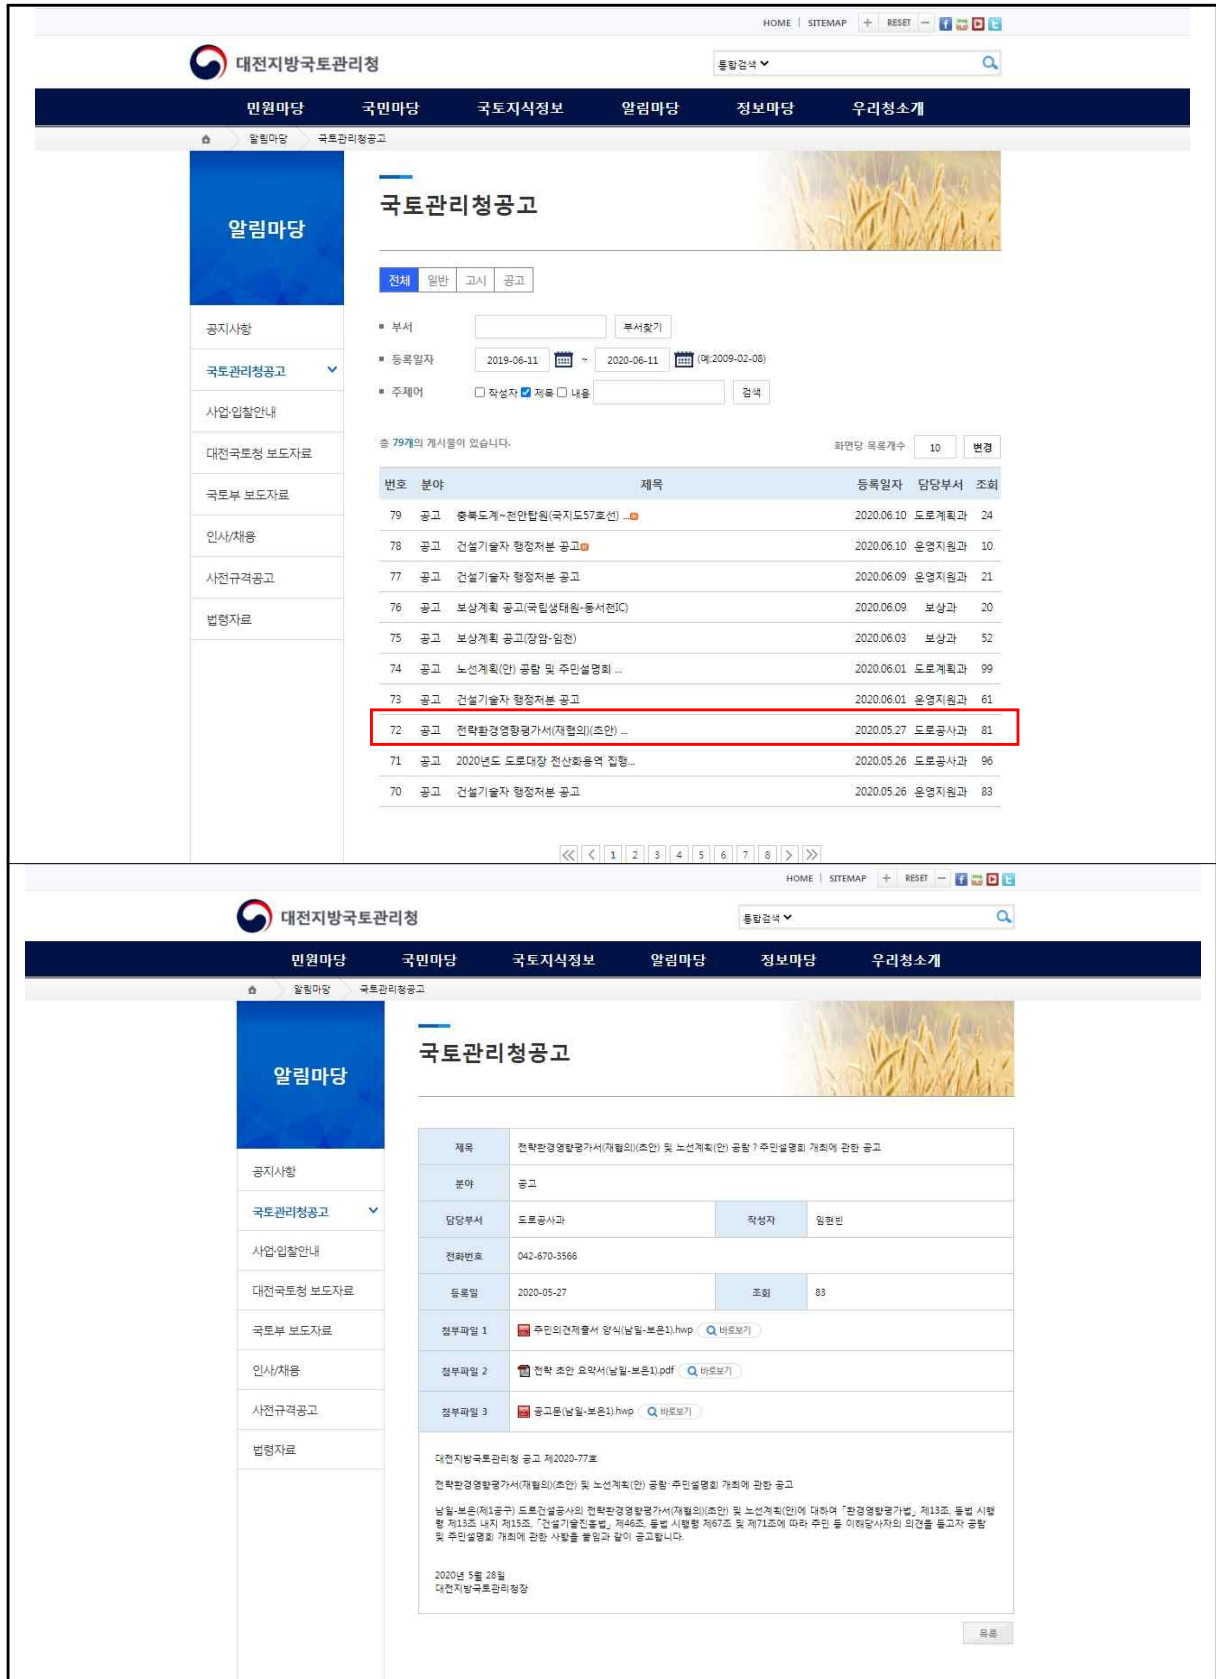 HOME | SITEMAP + RESET −
대전지방국토관리청
통합검색
민원마당 국민마당 국토지식정보 알림마당 정보마당 우리청소개
알림마당 국토관리청공고
알림마당
국토관리청공고
전체 일반 고시 공고
공지사항
국토관리청공고
사업·입찰안내
대전국토청 보도자료
국토부 보도자료
인사/채용
사전규격공고
법령자료
부서 부서찾기
등록일자 2019-06-11 ~ 2020-06-11 (예:2009-02-08)
주제어 작성자 제목 내용 검색
총 79개의 게시물이 있습니다. 화면당 목록개수 10 변경
번호 분야 제목 등록일자 담당부서 조회
79 공고 충북도계~천안탑원(국지도57호선) ... 2020.06.10 도로계획과 24
78 공고 건설기술자 행정처분 공고 2020.06.10 운영지원과 10
77 공고 건설기술자 행정처분 공고 2020.06.09 운영지원과 21
76 공고 보상계획 공고(국립생태원-동서천IC) 2020.06.09 보상과 20
75 공고 보상계획 공고(장암-임천) 2020.06.03 보상과 52
74 공고 노선계획(안) 공람 및 주민설명회 ... 2020.06.01 도로계획과 99
73 공고 건설기술자 행정처분 공고 2020.06.01 운영지원과 61
72 공고 전략환경영향평가서(재협의)(초안) ... 2020.05.27 도로공사과 81
71 공고 2020년도 도로대장 전산화용역 집행... 2020.05.26 도로공사과 96
70 공고 건설기술자 행정처분 공고 2020.05.26 운영지원과 83
1 2 3 4 5 6 7 8
HOME | SITEMAP + RESET −
대전지방국토관리청
통합검색
민원마당 국민마당 국토지식정보 알림마당 정보마당 우리청소개
알림마당 국토관리청공고
알림마당
국토관리청공고
공지사항
국토관리청공고
사업·입찰안내
대전국토청 보도자료
국토부 보도자료
인사/채용
사전규격공고
법령자료
제목 전략환경영향평가서(재협의)(초안) 및 노선계획(안) 공람 ? 주민설명회 개최에 관한 공고
분야 공고
담당부서 도로공사과 작성자 임현빈
전화번호 042-670-3566
등록일 2020-05-27 조회 83
첨부파일 1 주민의견제출서 양식(남일-보은1).hwp 바로보기
첨부파일 2 전략 초안 요약서(남일-보은1).pdf 바로보기
첨부파일 3 공고문(남일-보은1).hwp 바로보기
대전지방국토관리청 공고 제2020-77호
전략환경영향평가서(재협의)(초안) 및 노선계획(안) 공람·주민설명회 개최에 관한 공고
남일-보은(제1공구) 도로건설공사의 전략환경영향평가서(재협의)(초안) 및 노선계획(안)에 대하여 「환경영향평가법」 제13조, 동법 시행
령 제13조 내지 제15조, 「건설기술진흥법」 제46조, 동법 시행령 제67조 및 제71조에 따라 주민 등 이해당사자의 의견을 듣고자 공람
및 주민설명회 개최에 관한 사항을 붙임과 같이 공고합니다.
2020년 5월 28일
대전지방국토관리청장
목록